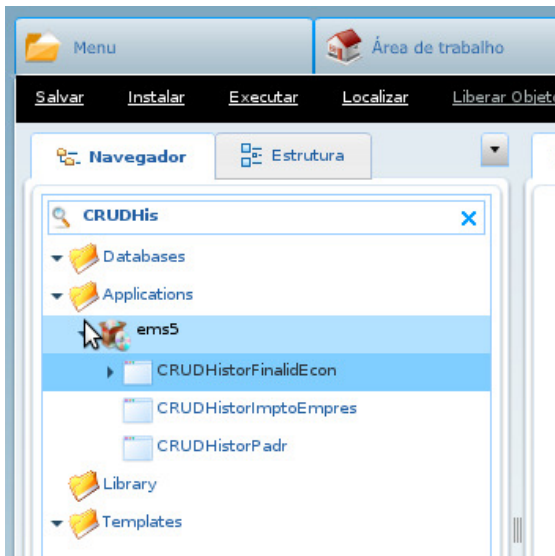 Menu Área de trabalho
Salvar Instalar Executar Localizar Liberar Objet
Navegador Estrutura
CRUDHis
Databases
Applications
ems5
CRUDHistorFinalidEcon
CRUDHistorImptoEmpres
CRUDHistorPadr
Library
Templates